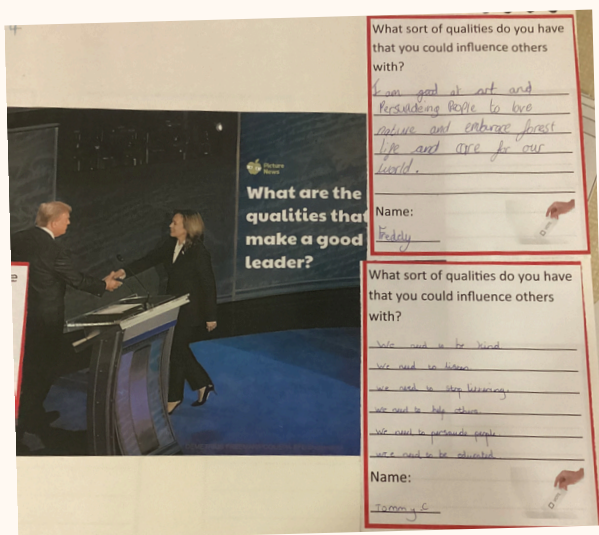 Picture
News
What are the
qualities that
make a good
leader?
What sort of qualities do you have
that you could influence others
with?
I am good at art and
Persuideing People to love
nature and embarace forest
life and care for our
world.
Name:
Freddy
What sort of qualities do you have
that you could influence others
with?
We need to be kind
We need to listen
we need to stop littering.
we need to help others
We need to persuade people
we need to be educated
Name:
Tommy.C